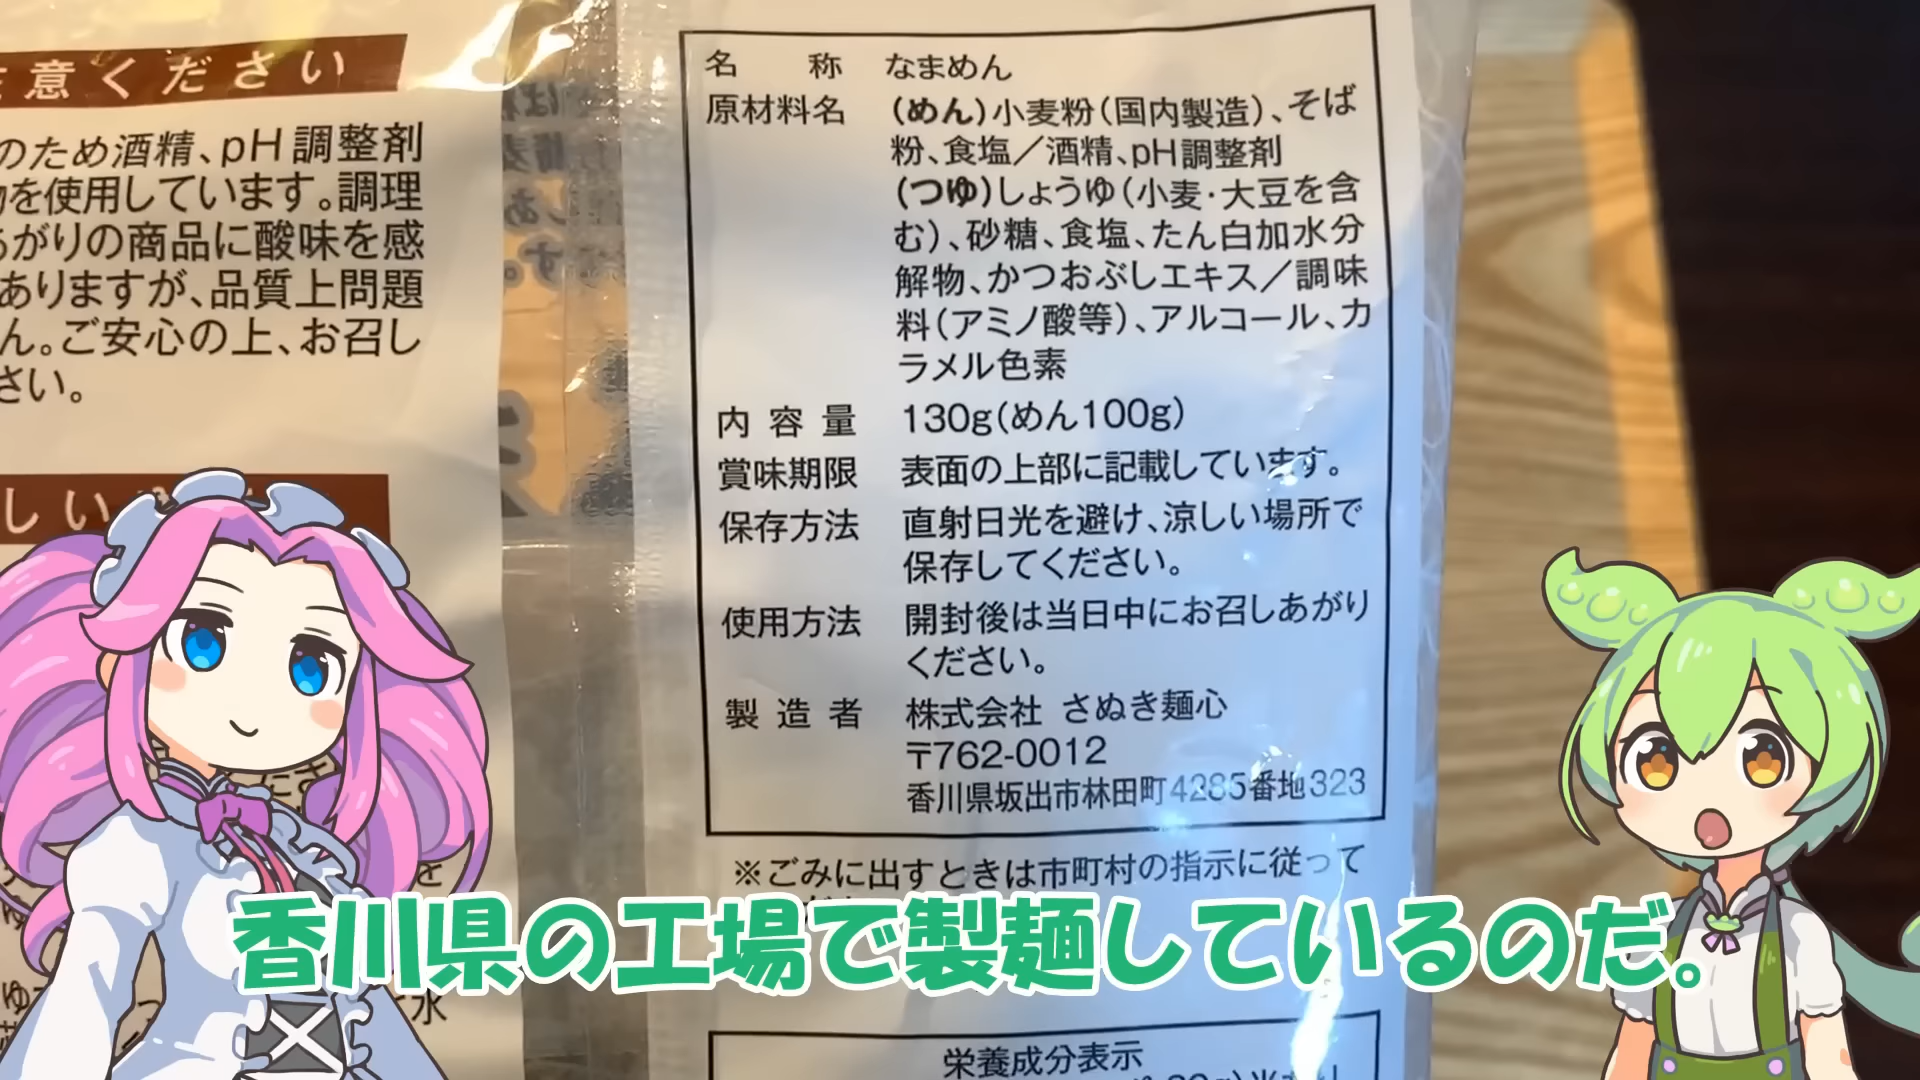 意ください
のため酒精、pH調整剤
を使用しています。調理
がりの商品に酸味を感
ありますが、品質上問題
ん。ご安心の上、お召し
さい。
しい
名称 なまめん
原材料名 (めん)小麦粉(国内製造)、そば
粉、食塩／酒精、pH調整剤
(つゆ)しょうゆ(小麦・大豆を含
む)、砂糖、食塩、たん白加水分
解物、かつおぶしエキス／調味
料(アミノ酸等)、アルコール、カ
ラメル色素
内容量 130g(めん100g)
賞味期限 表面の上部に記載しています。
保存方法 直射日光を避け、涼しい場所で
保存してください。
使用方法 開封後は当日中にお召しあがり
ください。
製造者 株式会社 さぬき麺心
〒762-0012
香川県坂出市林田町4285番地323
※ごみに出すときは市町村の指示に従って
香川県の工場で製麺しているのだ。
水
栄養成分表示